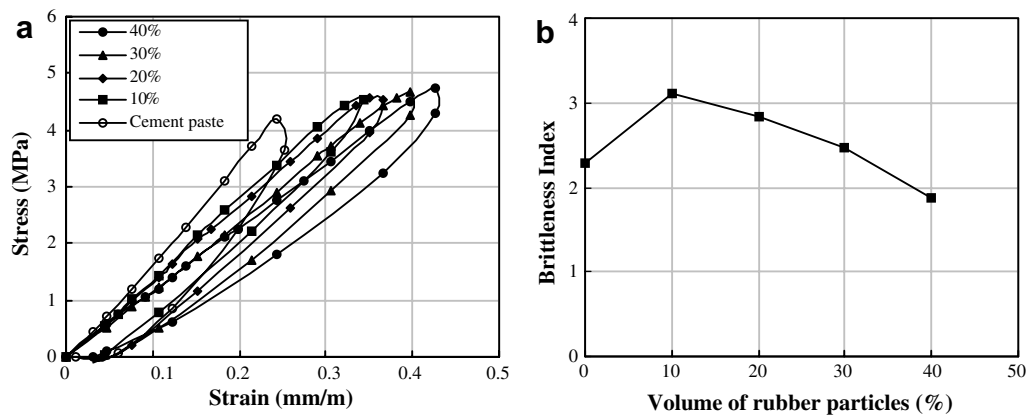 a
40%
30%
20%
10%
Cement paste
6
5
4
3
2
1
0
Stress (MPa)
0 0.1 0.2 0.3 0.4 0.5
Strain (mm/m)
b
4
3
2
1
0
Brittleness Index
0 10 20 30 40 50
Volume of rubber particles (%)